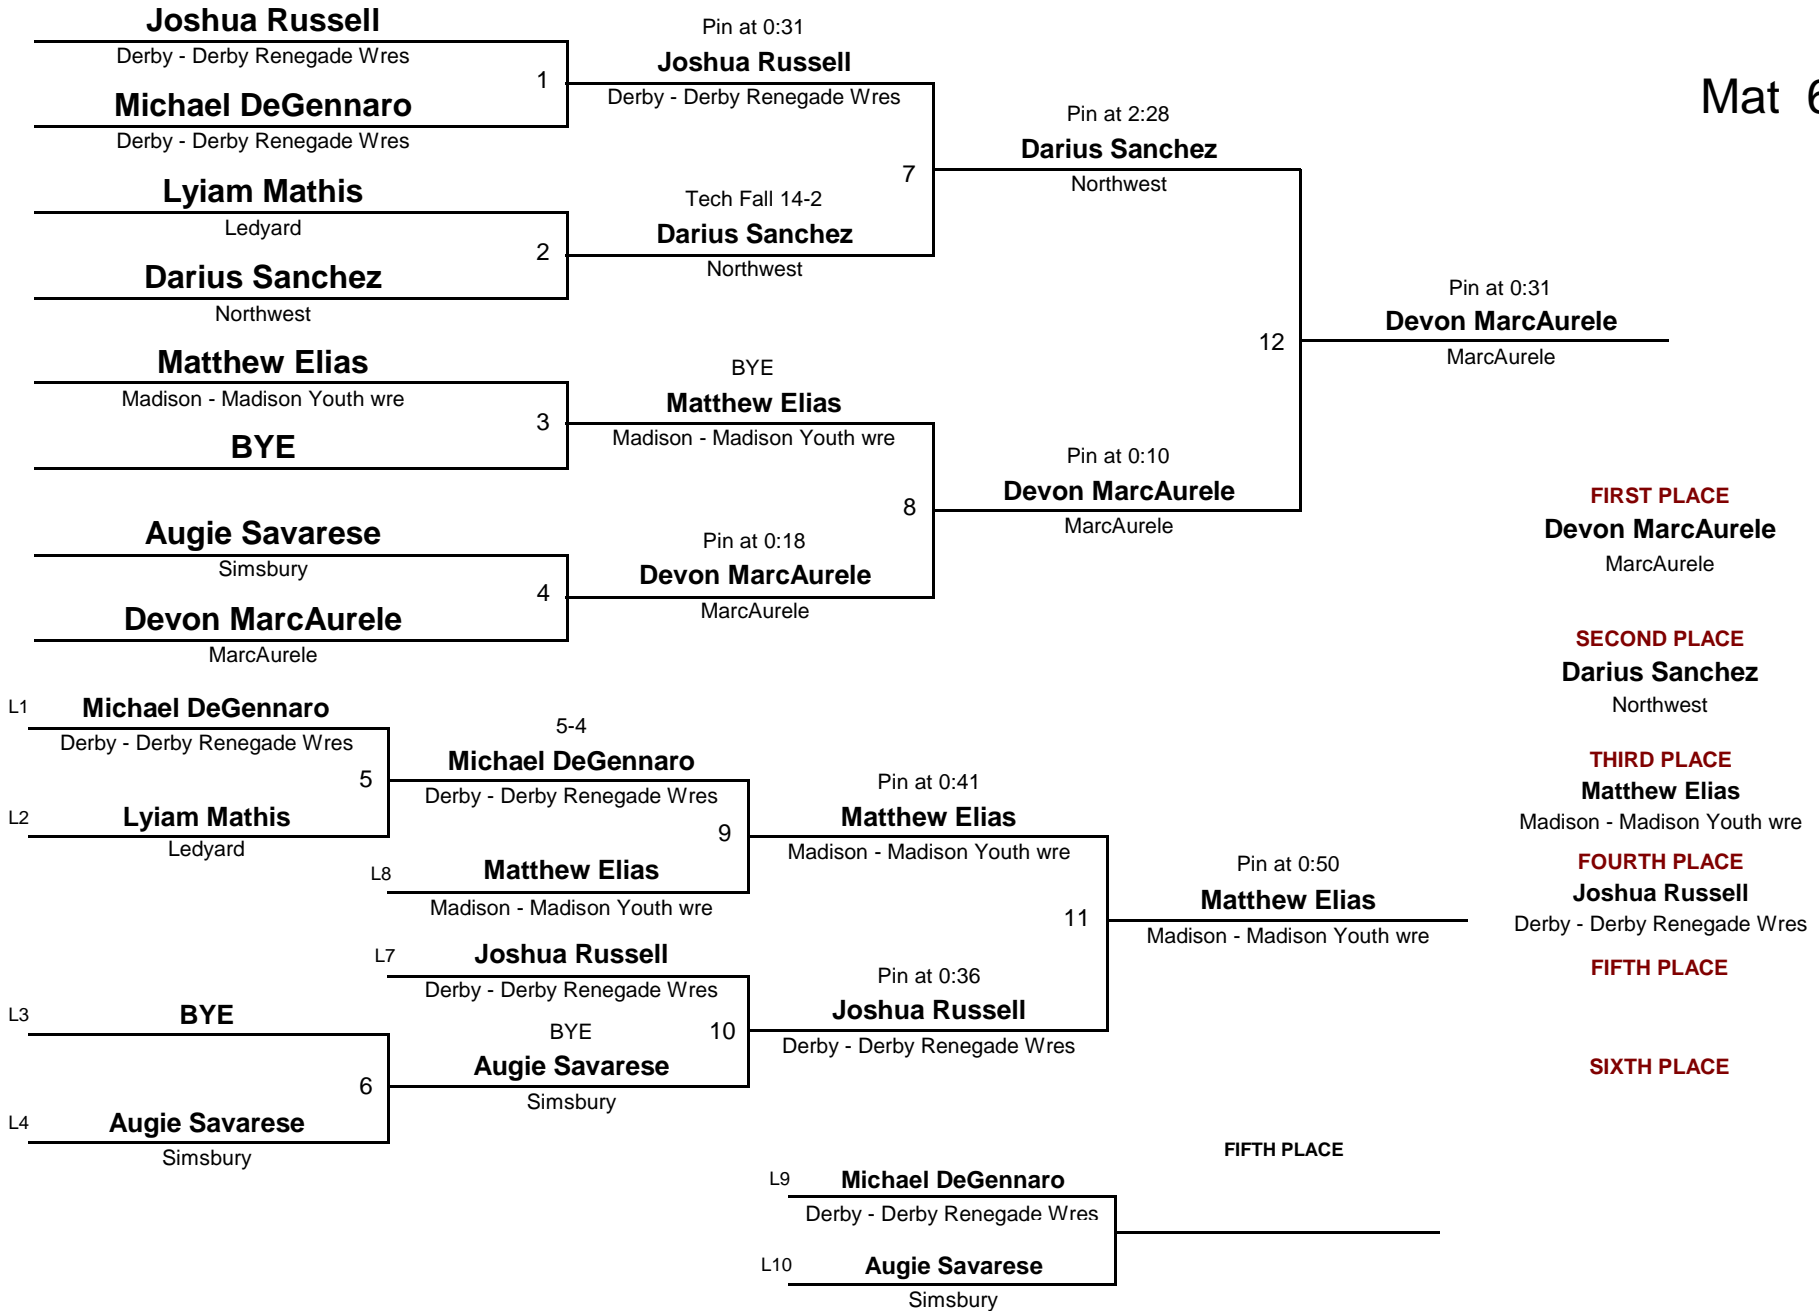 Joshua Russell
Derby - Derby Renegade Wres
1
Michael DeGennaro
Derby - Derby Renegade Wres
Lyiam Mathis
Ledyard
2
Darius Sanchez
Northwest
Matthew Elias
Madison - Madison Youth wre
3
BYE
Augie Savarese
Simsbury
4
Devon MarcAurele
MarcAurele
Pin at 0:31
Joshua Russell
Derby - Derby Renegade Wres
7
Tech Fall 14-2
Darius Sanchez
Northwest
BYE
Matthew Elias
Madison - Madison Youth wre
8
Pin at 0:18
Devon MarcAurele
MarcAurele
Pin at 2:28
Darius Sanchez
Northwest
12
Pin at 0:10
Devon MarcAurele
MarcAurele
Pin at 0:31
Devon MarcAurele
MarcAurele
Mat 6
FIRST PLACE
Devon MarcAurele
MarcAurele
SECOND PLACE
Darius Sanchez
Northwest
THIRD PLACE
Matthew Elias
Madison - Madison Youth wre
FOURTH PLACE
Joshua Russell
Derby - Derby Renegade Wres
FIFTH PLACE
SIXTH PLACE
L1 Michael DeGennaro
Derby - Derby Renegade Wres
5
L2 Lyiam Mathis
Ledyard
L3 BYE
6
L4 Augie Savarese
Simsbury
5-4
Michael DeGennaro
Derby - Derby Renegade Wres
9
L8 Matthew Elias
Madison - Madison Youth wre
L7 Joshua Russell
Derby - Derby Renegade Wres
BYE 10
Augie Savarese
Simsbury
Pin at 0:41
Matthew Elias
Madison - Madison Youth wre
11
Pin at 0:36
Joshua Russell
Derby - Derby Renegade Wres
Pin at 0:50
Matthew Elias
Madison - Madison Youth wre
FIFTH PLACE
L9 Michael DeGennaro
Derby - Derby Renegade Wres
L10 Augie Savarese
Simsbury